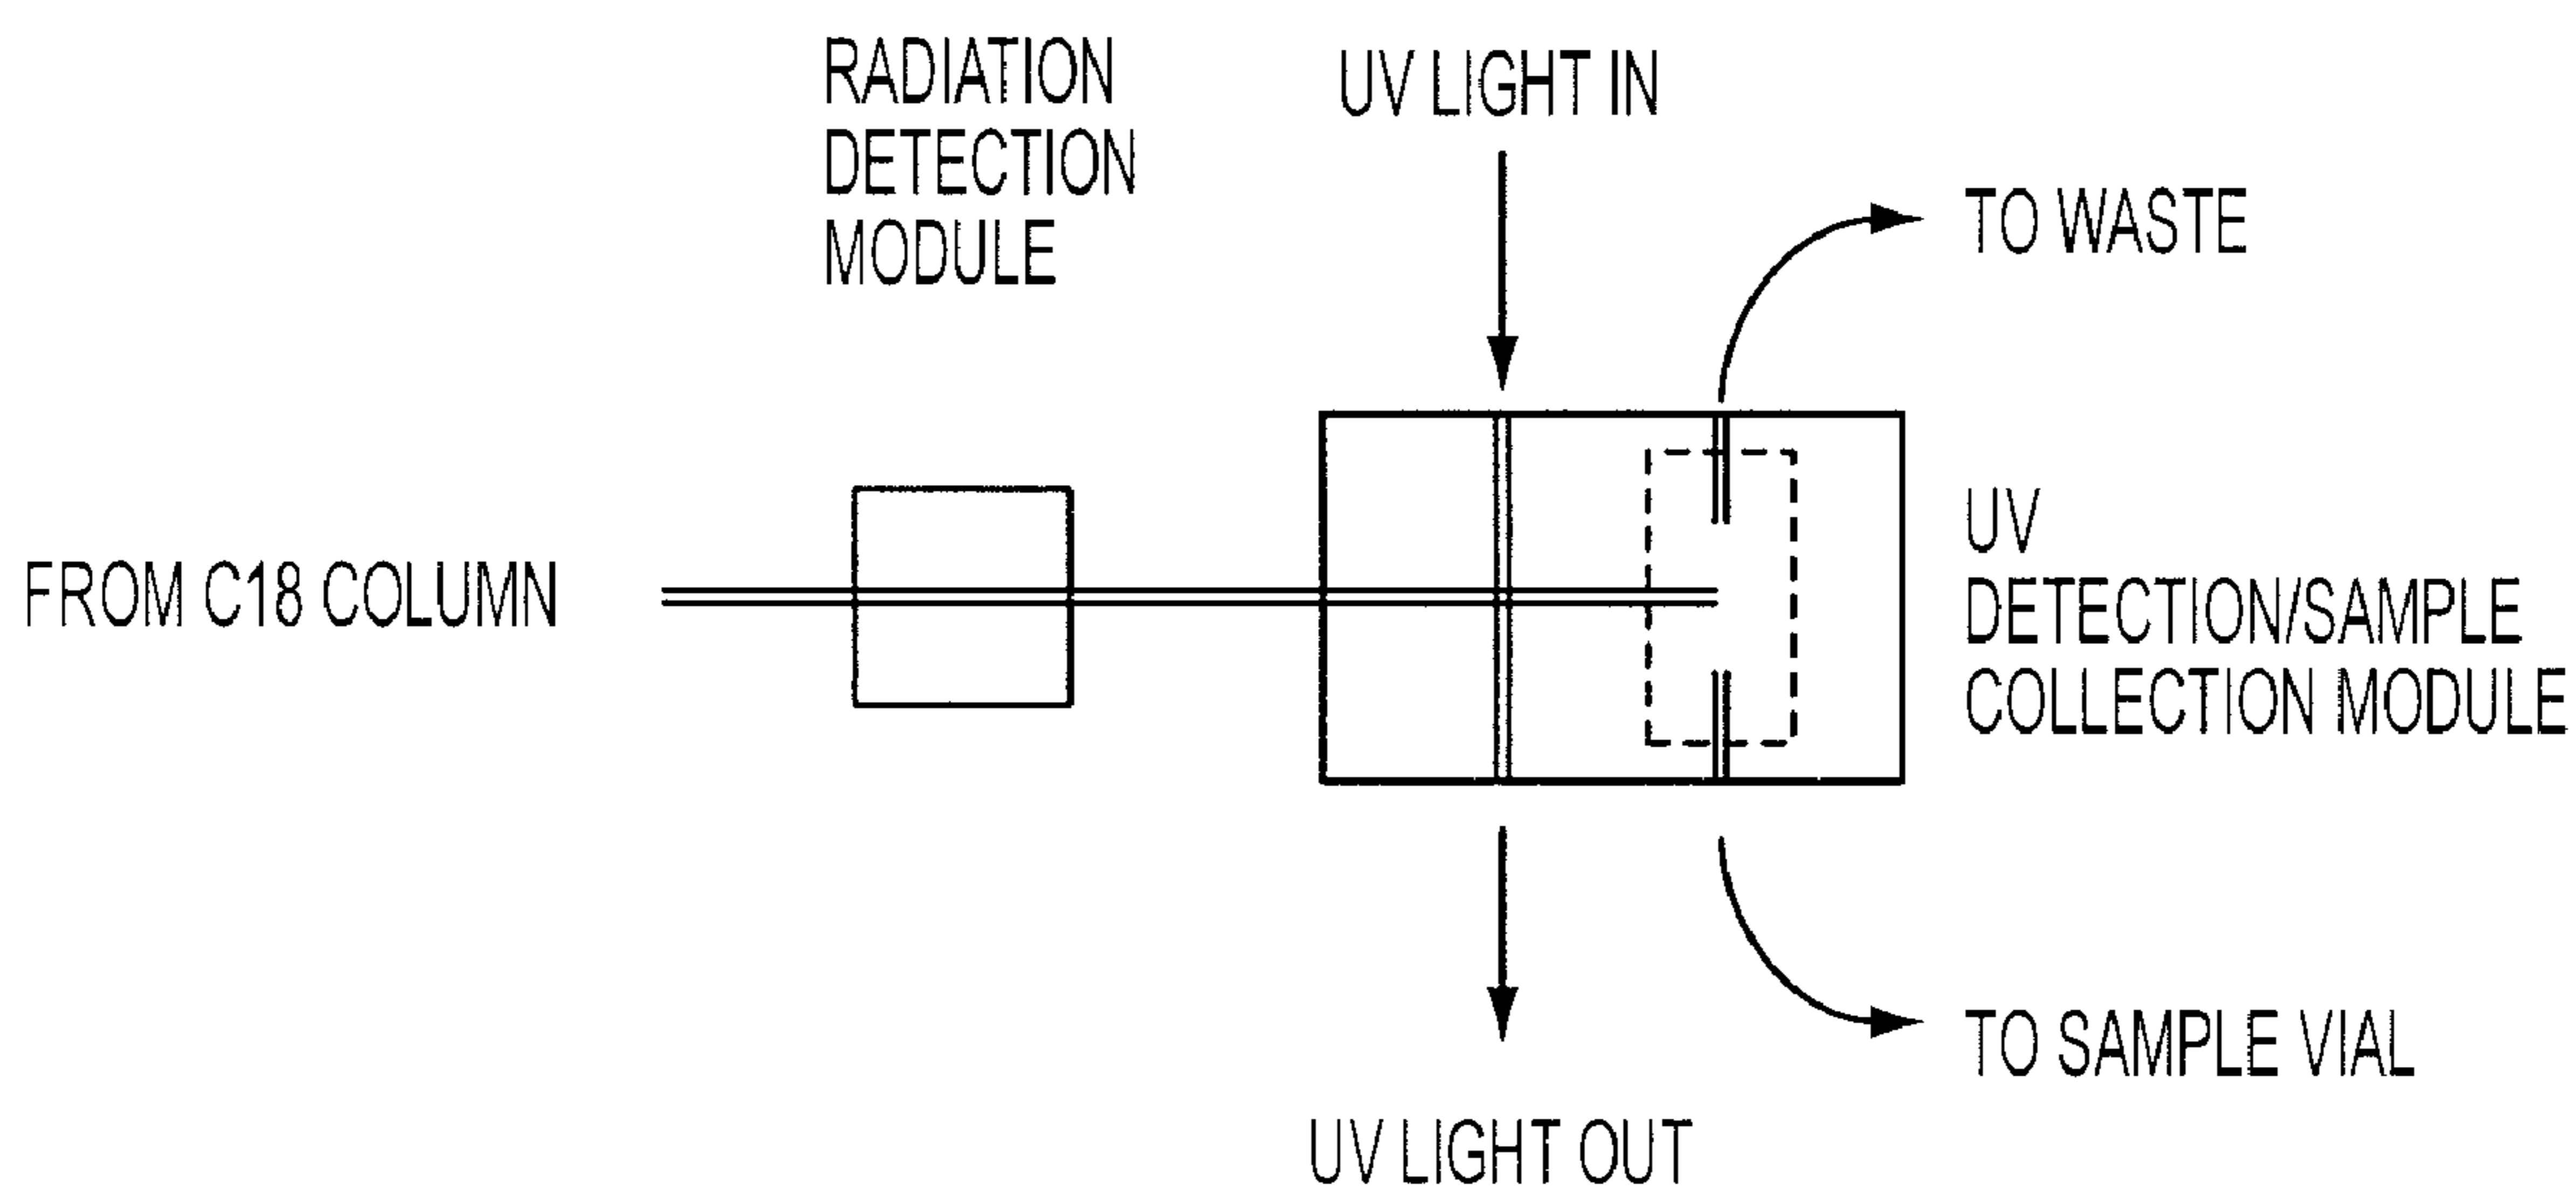 RADIATION
DETECTION
MODULE
UV LIGHT IN
TO WASTE
FROM C18 COLUMN
UV
DETECTION/SAMPLE
COLLECTION MODULE
TO SAMPLE VIAL
UV LIGHT OUT